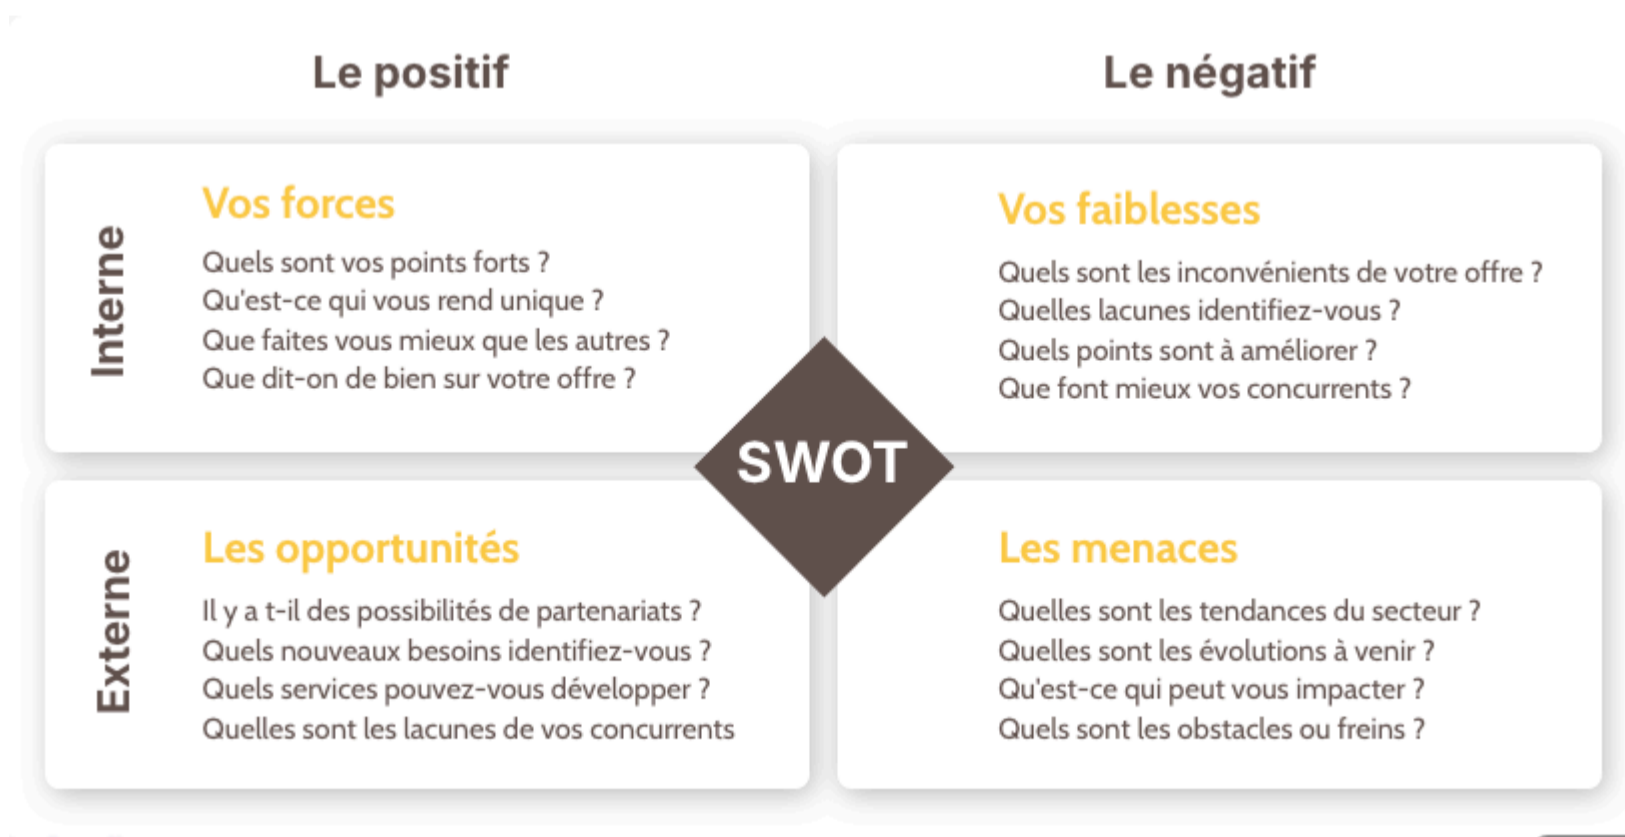 Le positif
Le négatif
Interne
Vos forces
Quels sont vos points forts ?
Qu'est-ce qui vous rend unique ?
Que faites vous mieux que les autres ?
Que dit-on de bien sur votre offre ?
Vos faiblesses
Quels sont les inconvénients de votre offre ?
Quelles lacunes identifiez-vous ?
Quels points sont à améliorer ?
Que font mieux vos concurrents ?
SWOT
Externe
Les opportunités
Il y a t-il des possibilités de partenariats ?
Quels nouveaux besoins identifiez-vous ?
Quels services pouvez-vous développer ?
Quelles sont les lacunes de vos concurrents
Les menaces
Quelles sont les tendances du secteur ?
Quelles sont les évolutions à venir ?
Qu'est-ce qui peut vous impacter ?
Quels sont les obstacles ou freins ?